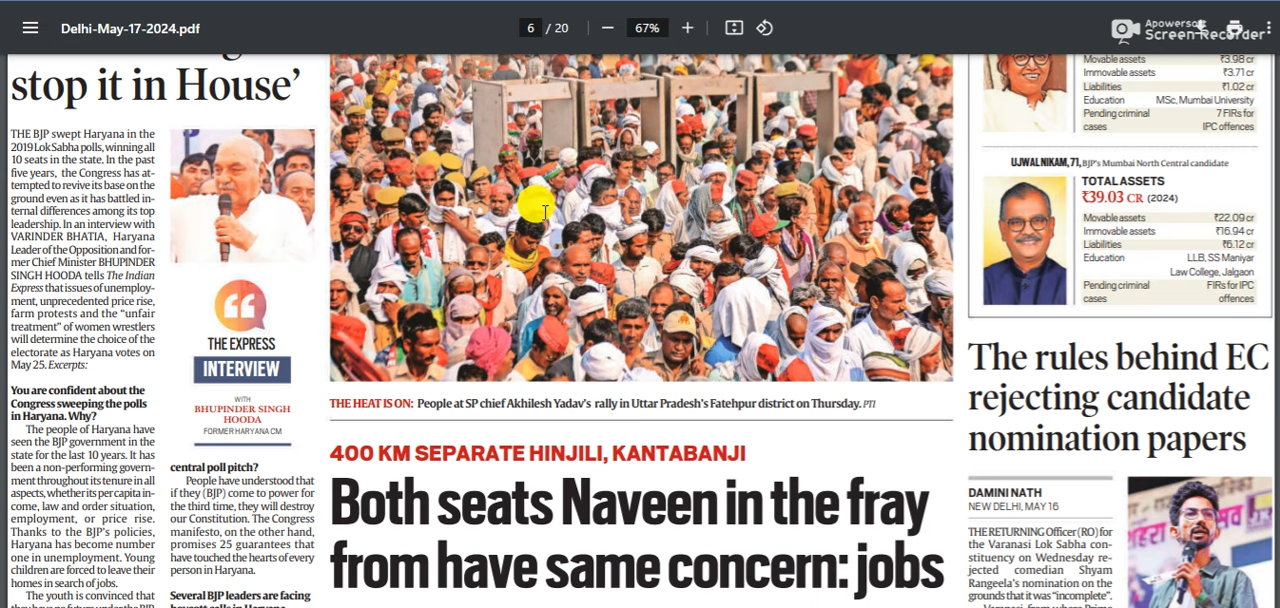 Delhi-May-17-2024.pdf
6 / 20
67%
Apowersoft
Screen Recorder
stop it in House’
THE BJP swept Haryana in the
2019 Lok Sabha polls, winning all
10 seats in the state. In the past
five years, the Congress has at-
tempted to revive its base on the
ground even as it has battled in-
ternal differences among its top
leadership. In an interview with
VARINDER BHATIA, Haryana
Leader of the Opposition and for-
mer Chief Minister BHUPINDER
SINGH HOODA tells The Indian
Express that issues of unemploy-
ment, unprecedented price rise,
farm protests and the “unfair
treatment” of women wrestlers
will determine the choice of the
electorate as Haryana votes on
May 25. Excerpts:
You are confident about the
Congress sweeping the polls
in Haryana. Why?
The people of Haryana have
seen the BJP government in the
state for the last 10 years. It has
been a non-performing govern-
ment throughout its tenure in all
aspects, whether its per capita in-
come, law and order situation,
employment, or price rise.
Thanks to the BJP’s policies,
Haryana has become number
one in unemployment. Young
children are forced to leave their
homes in search of jobs.
The youth is convinced that
THE EXPRESS
INTERVIEW
WITH
BHUPINDER SINGH
HOODA
FORMER HARYANA CM
central poll pitch?
People have understood that
if they (BJP) come to power for
the third time, they will destroy
our Constitution. The Congress
manifesto, on the other hand,
promises 25 guarantees that
have touched the hearts of every
person in Haryana.
Several BJP leaders are facing
THE HEAT IS ON: People at SP chief Akhilesh Yadav’s rally in Uttar Pradesh’s Fatehpur district on Thursday. PTI
400 KM SEPARATE HINJILI, KANTABANJI
Both seats Naveen in the fray
from have same concern: jobs
Movable assets ₹3.98 cr
Immovable assets ₹3.71 cr
Liabilities ₹1.02 cr
Education MSc, Mumbai University
Pending criminal 7 FIRs for
cases IPC offences
UJWAL NIKAM, 71, BJP’s Mumbai North Central candidate
TOTAL ASSETS
₹39.03 CR (2024)
Movable assets ₹22.09 cr
Immovable assets ₹16.94 cr
Liabilities ₹6.12 cr
Education LLB, SS Maniyar
Law College, Jalgaon
Pending criminal FIRs for IPC
cases offences
The rules behind EC
rejecting candidate
nomination papers
DAMINI NATH
NEW DELHI, MAY 16
THE RETURNING Officer (RO) for
the Varanasi Lok Sabha con-
stituency on Wednesday re-
jected comedian Shyam
Rangeela’s nomination on the
grounds that it was “incomplete”.